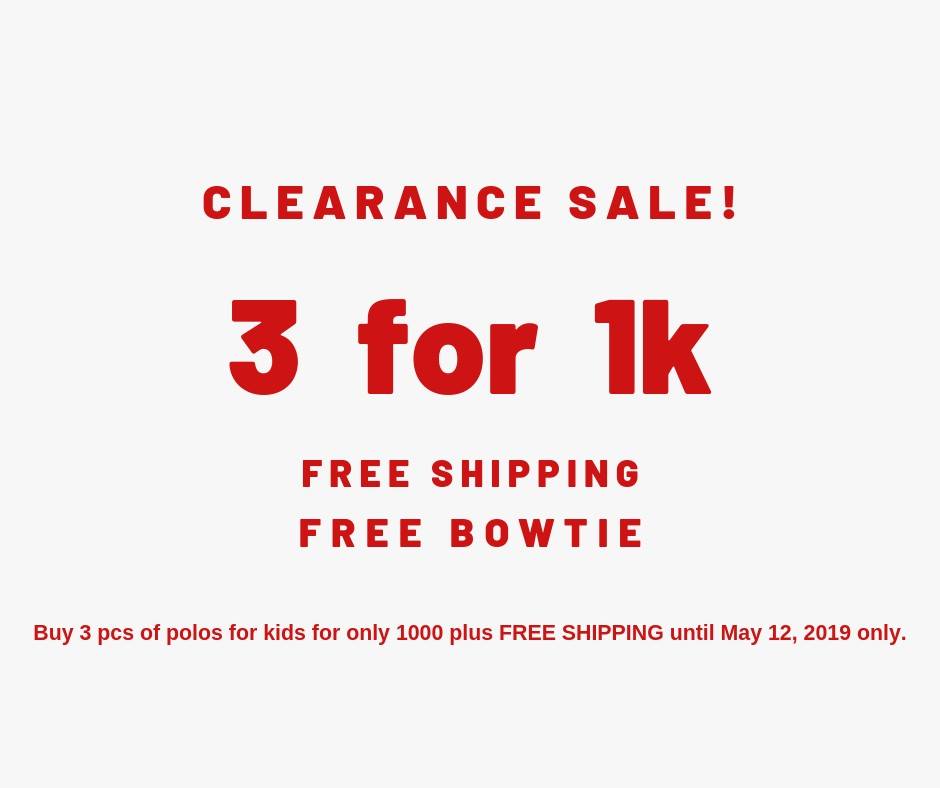 CLEARANCE SALE!
3 for 1k
FREE SHIPPING
FREE BOWTIE
Buy 3 pcs of polos for kids for only 1000 plus FREE SHIPPING until May 12, 2019 only.